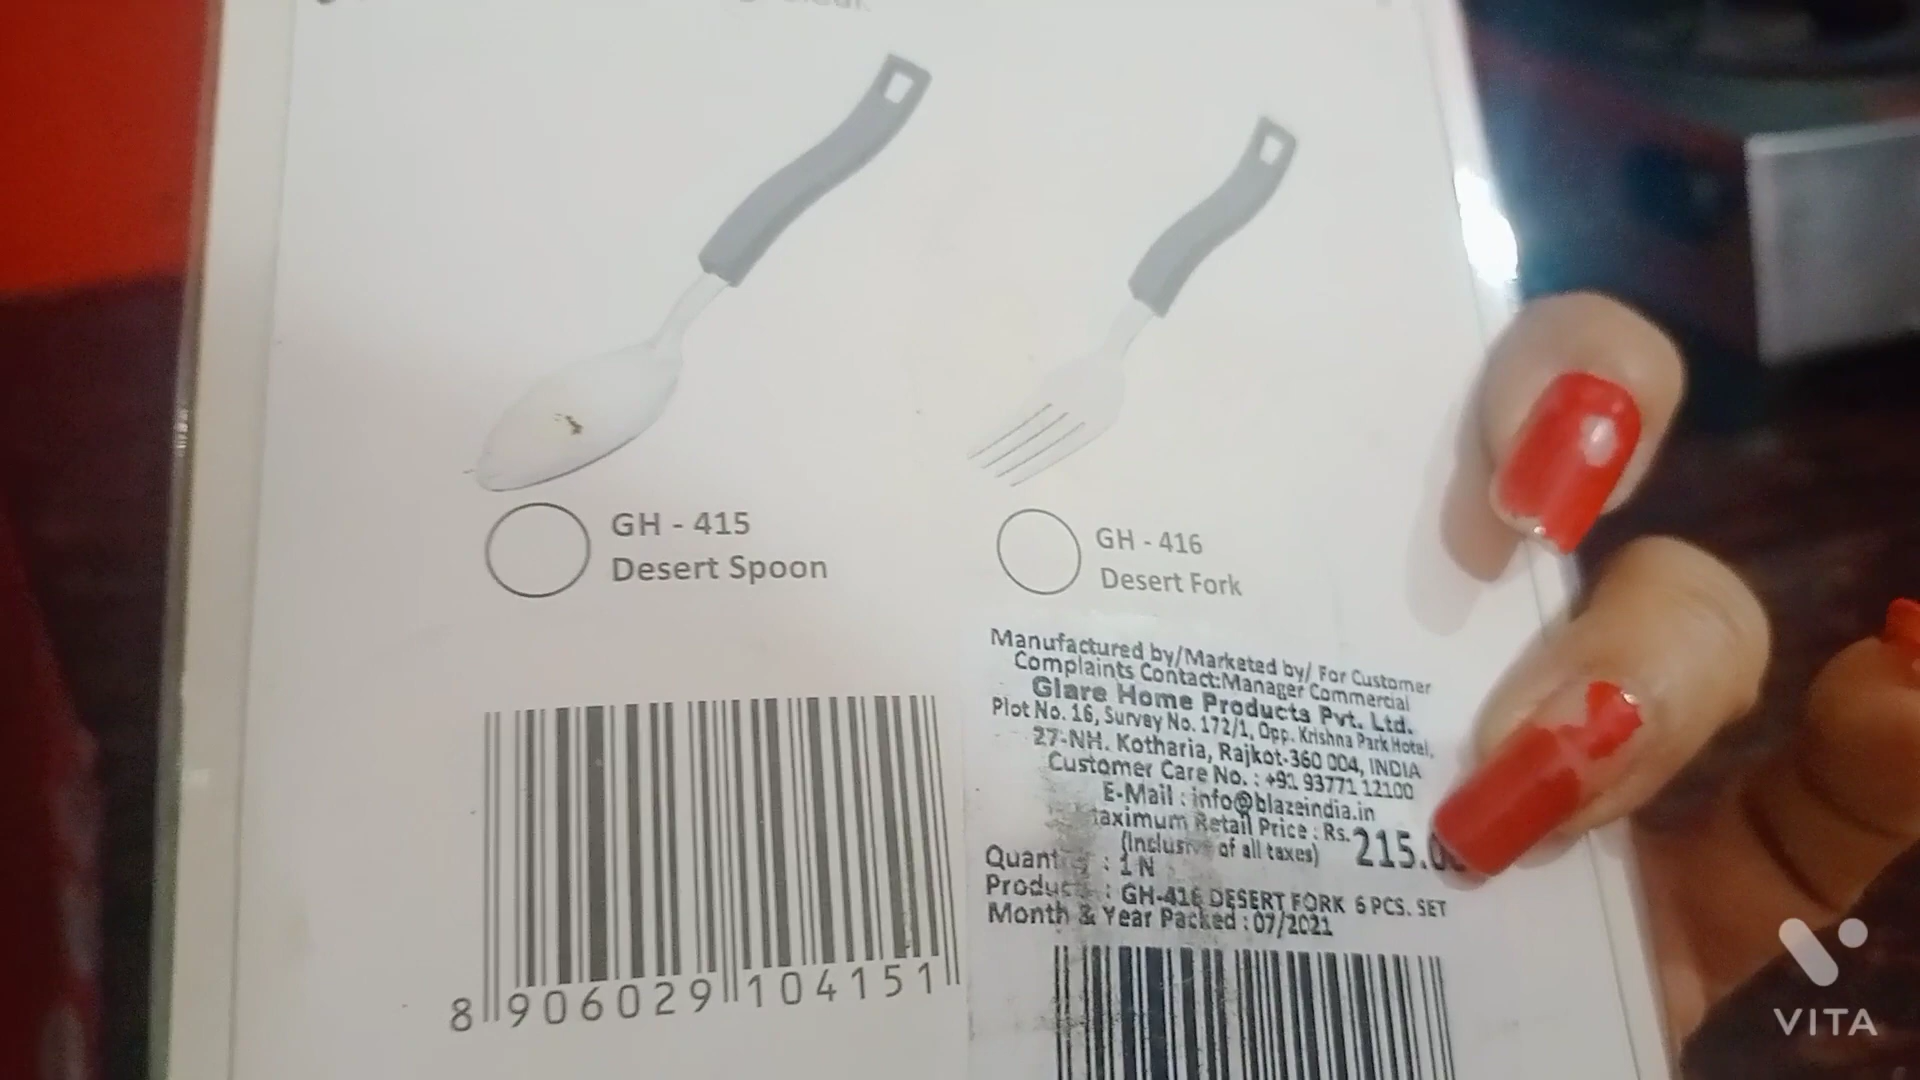 GH - 415
Desert Spoon
GH - 416
Desert Fork
Manufactured by/Marketed by/ For Customer
Complaints Contact:Manager Commercial
Glare Home Products Pvt. Ltd.
Plot No. 16, Survey No. 172/1, Opp. Krishna Park Hotel,
27-NH. Kotharia, Rajkot-360 004, INDIA
Customer Care No. : +91 93771 12100
E-Mail : info@blazeindia.in
Retail Price : Rs. 215.
of all taxes)
: 1 N
: GH-416 DESERT FORK 6 PCS. SET
Month & Year Packed : 07/2021
8 906029 104151
VITA